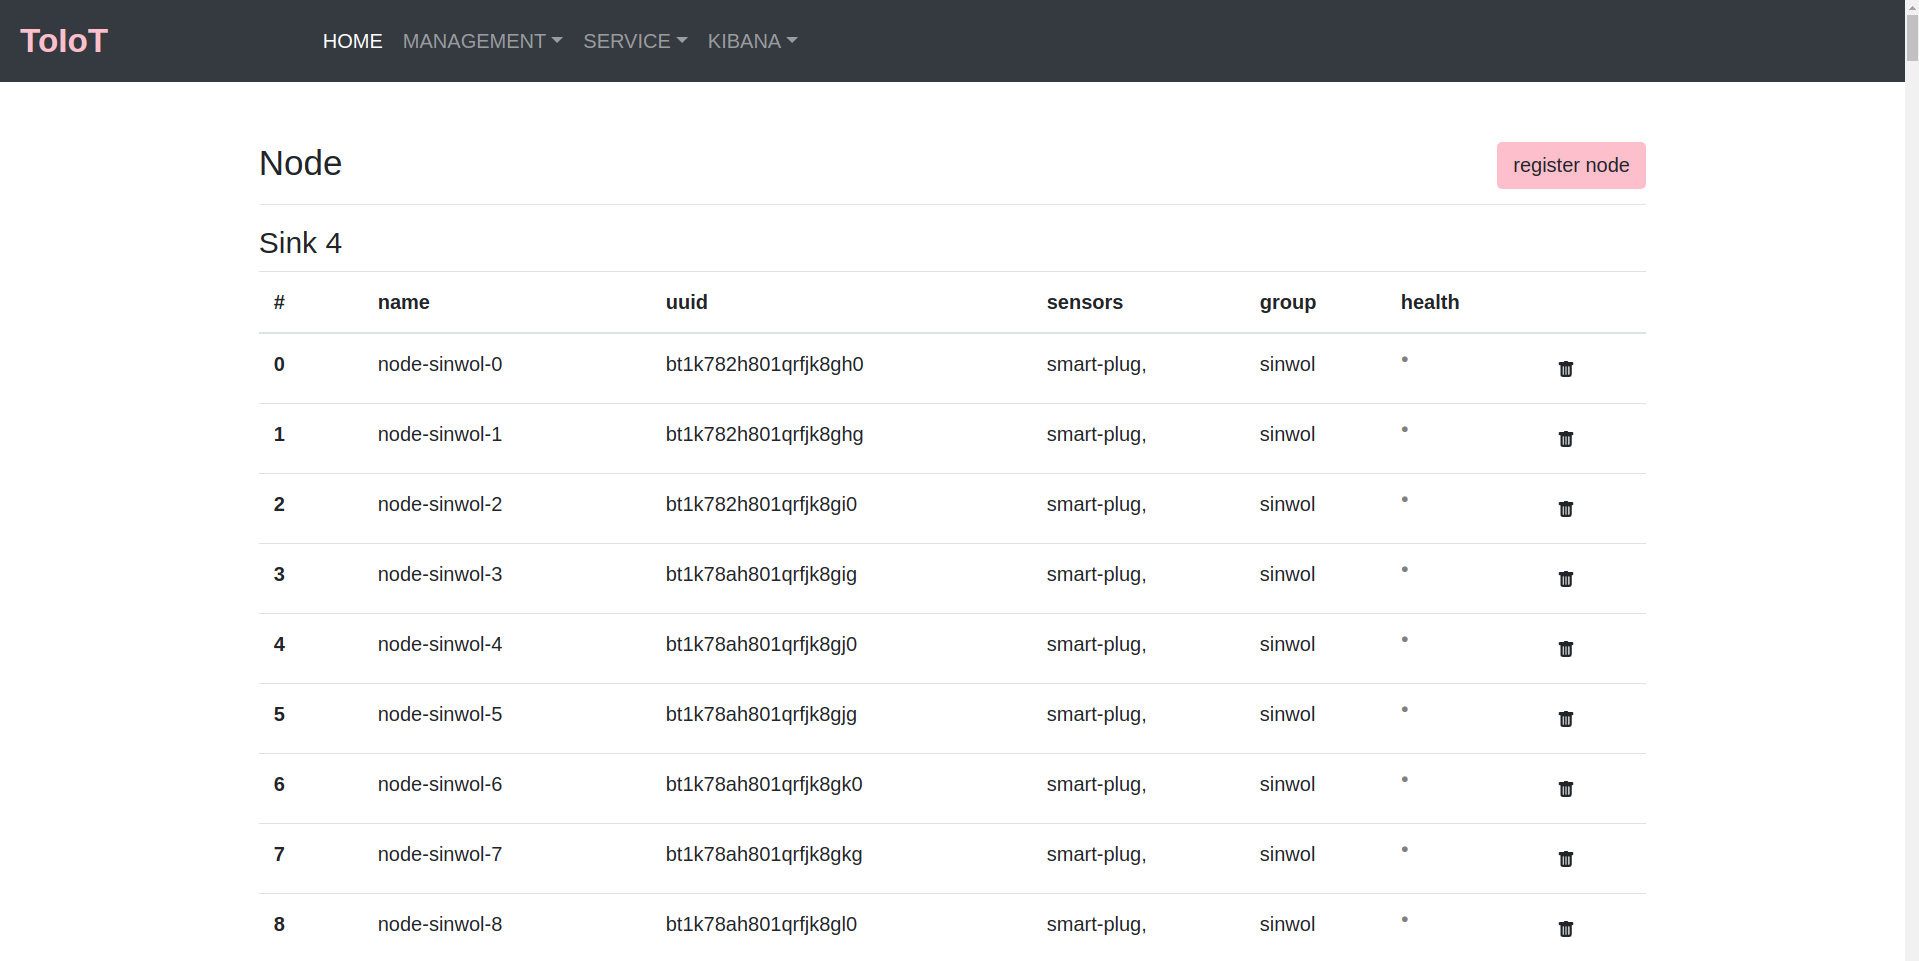 ToIoT HOME MANAGEMENT SERVICE KIBANA
Node register node
Sink 4
# name uuid sensors group health
0 node-sinwol-0 bt1k782h801qrfjk8gh0 smart-plug, sinwol
1 node-sinwol-1 bt1k782h801qrfjk8ghg smart-plug, sinwol
2 node-sinwol-2 bt1k782h801qrfjk8gi0 smart-plug, sinwol
3 node-sinwol-3 bt1k78ah801qrfjk8gig smart-plug, sinwol
4 node-sinwol-4 bt1k78ah801qrfjk8gj0 smart-plug, sinwol
5 node-sinwol-5 bt1k78ah801qrfjk8gjg smart-plug, sinwol
6 node-sinwol-6 bt1k78ah801qrfjk8gk0 smart-plug, sinwol
7 node-sinwol-7 bt1k78ah801qrfjk8gkg smart-plug, sinwol
8 node-sinwol-8 bt1k78ah801qrfjk8gl0 smart-plug, sinwol